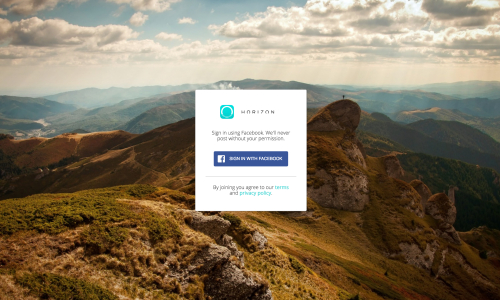 HORIZON
Sign in using Facebook. We'll never
post without your permission.
SIGN IN WITH FACEBOOK
By joining you agree to our terms
and privacy policy.